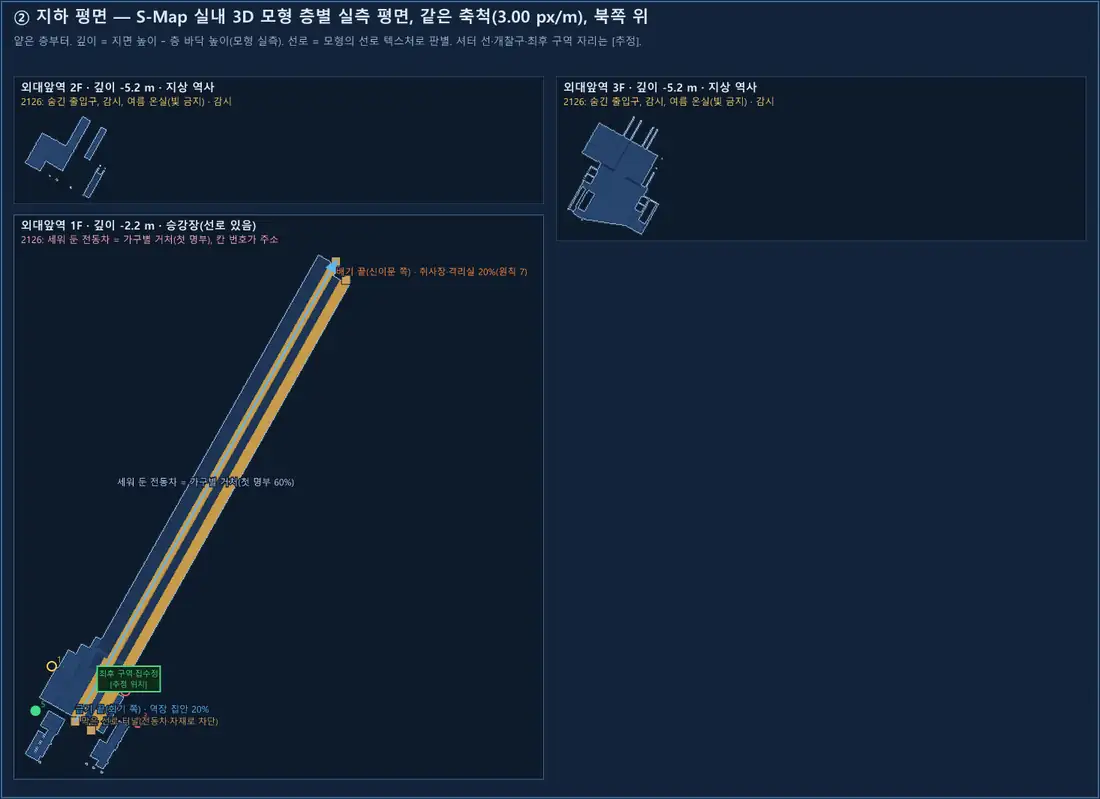 ② 지하 평면 — S-Map 실내 3D 모형 층별 실측 평면, 같은 축척(3.00 px/m), 북쪽 위
얕은 층부터. 깊이 = 지면 높이 − 층 바닥 높이(모형 실측). 선로 = 모형의 선로 텍스처로 판별. 셔터 선·개찰구·최후 구역 자리는 [추정].
외대앞역 2F · 깊이 -5.2 m · 지상 역사
2126: 숨긴 출입구, 감시, 여름 온실(빛 금지) · 감시
외대앞역 3F · 깊이 -5.2 m · 지상 역사
2126: 숨긴 출입구, 감시, 여름 온실(빛 금지) · 감시
외대앞역 1F · 깊이 -2.2 m · 승강장(선로 있음)
2126: 세워 둔 전동차 = 가구별 거처(첫 명부), 칸 번호가 주소
배기 끝(신이문 쪽) · 취사장·격리실 20%(원칙 7)
세워 둔 전동차 = 가구별 거처(첫 명부 60%)
1
최후 구역·집수정
[추정 위치]
5
급기 끝(회기 쪽) · 역장 집안 20%
막은 선로·터널(전동차·자재로 차단)